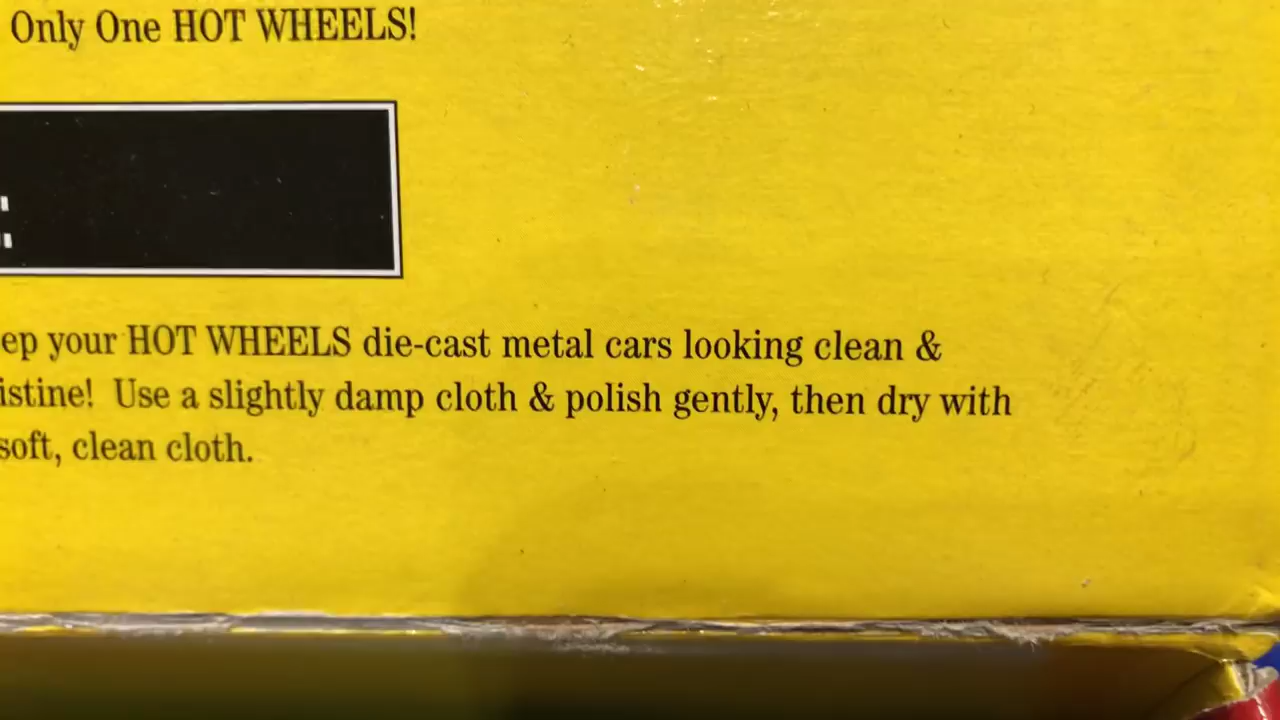 Only One HOT WHEELS!
ep your HOT WHEELS die-cast metal cars looking clean &
istine! Use a slightly damp cloth & polish gently, then dry with
soft, clean cloth.